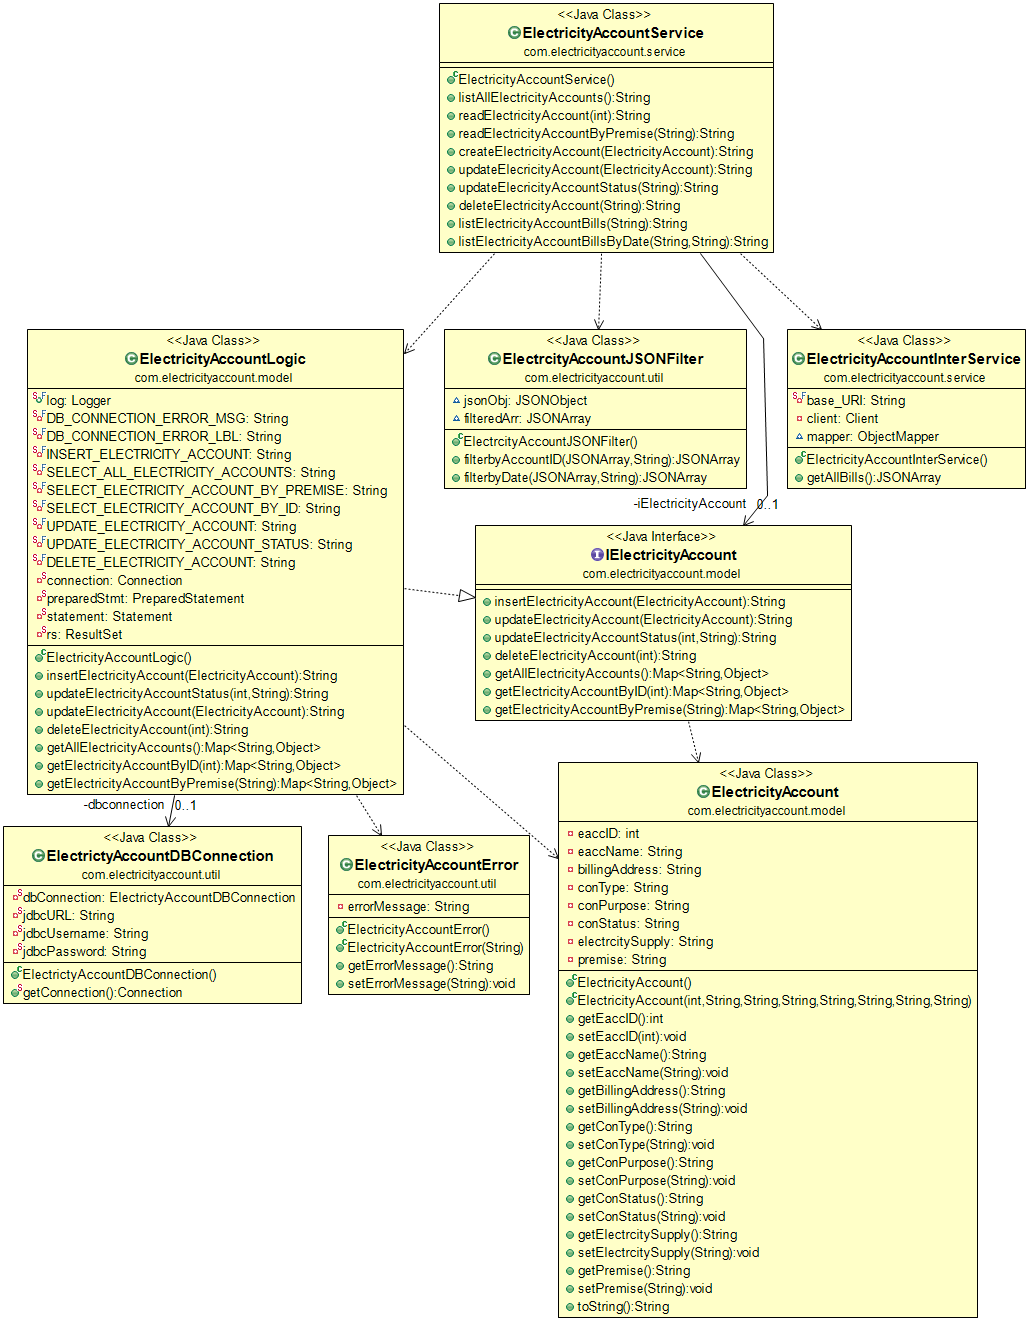 <<Java Class>>
ElectricityAccountService
com.electricityaccount.service
ElectricityAccountService()
listAllElectricityAccounts():String
readElectricityAccount(int):String
readElectricityAccountByPremise(String):String
createElectricityAccount(ElectricityAccount):String
updateElecricityAccount(ElectricityAccount):String
updateElecricityAccountStatus(String):String
deleteElectricityAccount(String):String
listElectricityAccountBills(String):String
listElectricityAccountBillsByDate(String,String):String
<<Java Class>>
ElectricityAccountLogic
com.electricityaccount.model
log: Logger
DB_CONNECTION_ERROR_MSG: String
DB_CONNECTION_ERROR_LBL: String
INSERT_ELECTRICITY_ACCOUNT: String
SELECT_ALL_ELECTRICITY_ACCOUNTS: String
SELECT_ELECTRICITY_ACCOUNT_BY_PREMISE: String
SELECT_ELECTRICITY_ACCOUNT_BY_ID: String
UPDATE_ELECTRICITY_ACCOUNT: String
UPDATE_ELECTRICITY_ACCOUNT_STATUS: String
DELETE_ELECTRICITY_ACCOUNT: String
connection: Connection
preparedStmt: PreparedStatement
statement: Statement
rs: ResultSet
ElectricityAccountLogic()
insertElectricityAccount(ElectricityAccount):String
updateElectricityAccountStatus(int,String):String
updateElectricityAccount(ElectricityAccount):String
deleteElectricityAccount(int):String
getAllElectricityAccounts():Map<String,Object>
getElectricityAccountByID(int):Map<String,Object>
getElectricityAccountByPremise(String):Map<String,Object>
<<Java Class>>
ElectrcityAccountJSONFilter
com.electricityaccount.util
jsonObj: JSONObject
filteredArr: JSONArray
ElectrcityAccountJSONFilter()
filterbyAccountID(JSONArray,String):JSONArray
filterbyDate(JSONArray,String):JSONArray
<<Java Class>>
ElectricityAccountInterService
com.electricityaccount.service
base_URI: String
client: Client
mapper: ObjectMapper
ElectricityAccountInterService()
getAllBills():JSONArray
-iElectricityAccount 0..1
<<Java Interface>>
IElectricityAccount
com.electricityaccount.model
insertElectricityAccount(ElectricityAccount):String
updateElectricityAccount(ElectricityAccount):String
updateElectricityAccountStatus(int,String):String
deleteElectricityAccount(int):String
getAllElectricityAccounts():Map<String,Object>
getElectricityAccountByID(int):Map<String,Object>
getElectricityAccountByPremise(String):Map<String,Object>
-dbconnection 0..1
<<Java Class>>
ElectrictyAccountDBConnection
com.electricityaccount.util
dbConnection: ElectrictyAccountDBConnection
jdbcURL: String
jdbcUsername: String
jdbcPassword: String
ElectrictyAccountDBConnection()
getConnection():Connection
<<Java Class>>
ElectricityAccountError
com.electricityaccount.util
errorMessage: String
ElectricityAccountError()
ElectricityAccountError(String)
getErrorMessage():String
setErrorMessage(String):void
<<Java Class>>
ElectricityAccount
com.electricityaccount.model
eaccID: int
eaccName: String
billingAddress: String
conType: String
conPurpose: String
conStatus: String
electrcitySupply: String
premise: String
ElectricityAccount()
ElectricityAccount(int,String,String,String,String,String,String,String)
getEaccID():int
setEaccID(int):void
getEaccName():String
setEaccName(String):void
getBillingAddress():String
setBillingAddress(String):void
getConType():String
setConType(String):void
getConPurpose():String
setConPurpose(String):void
getConStatus():String
setConStatus(String):void
getElectrcitySupply():String
setElectrcitySupply(String):void
getPremise():String
setPremise(String):void
toString():String